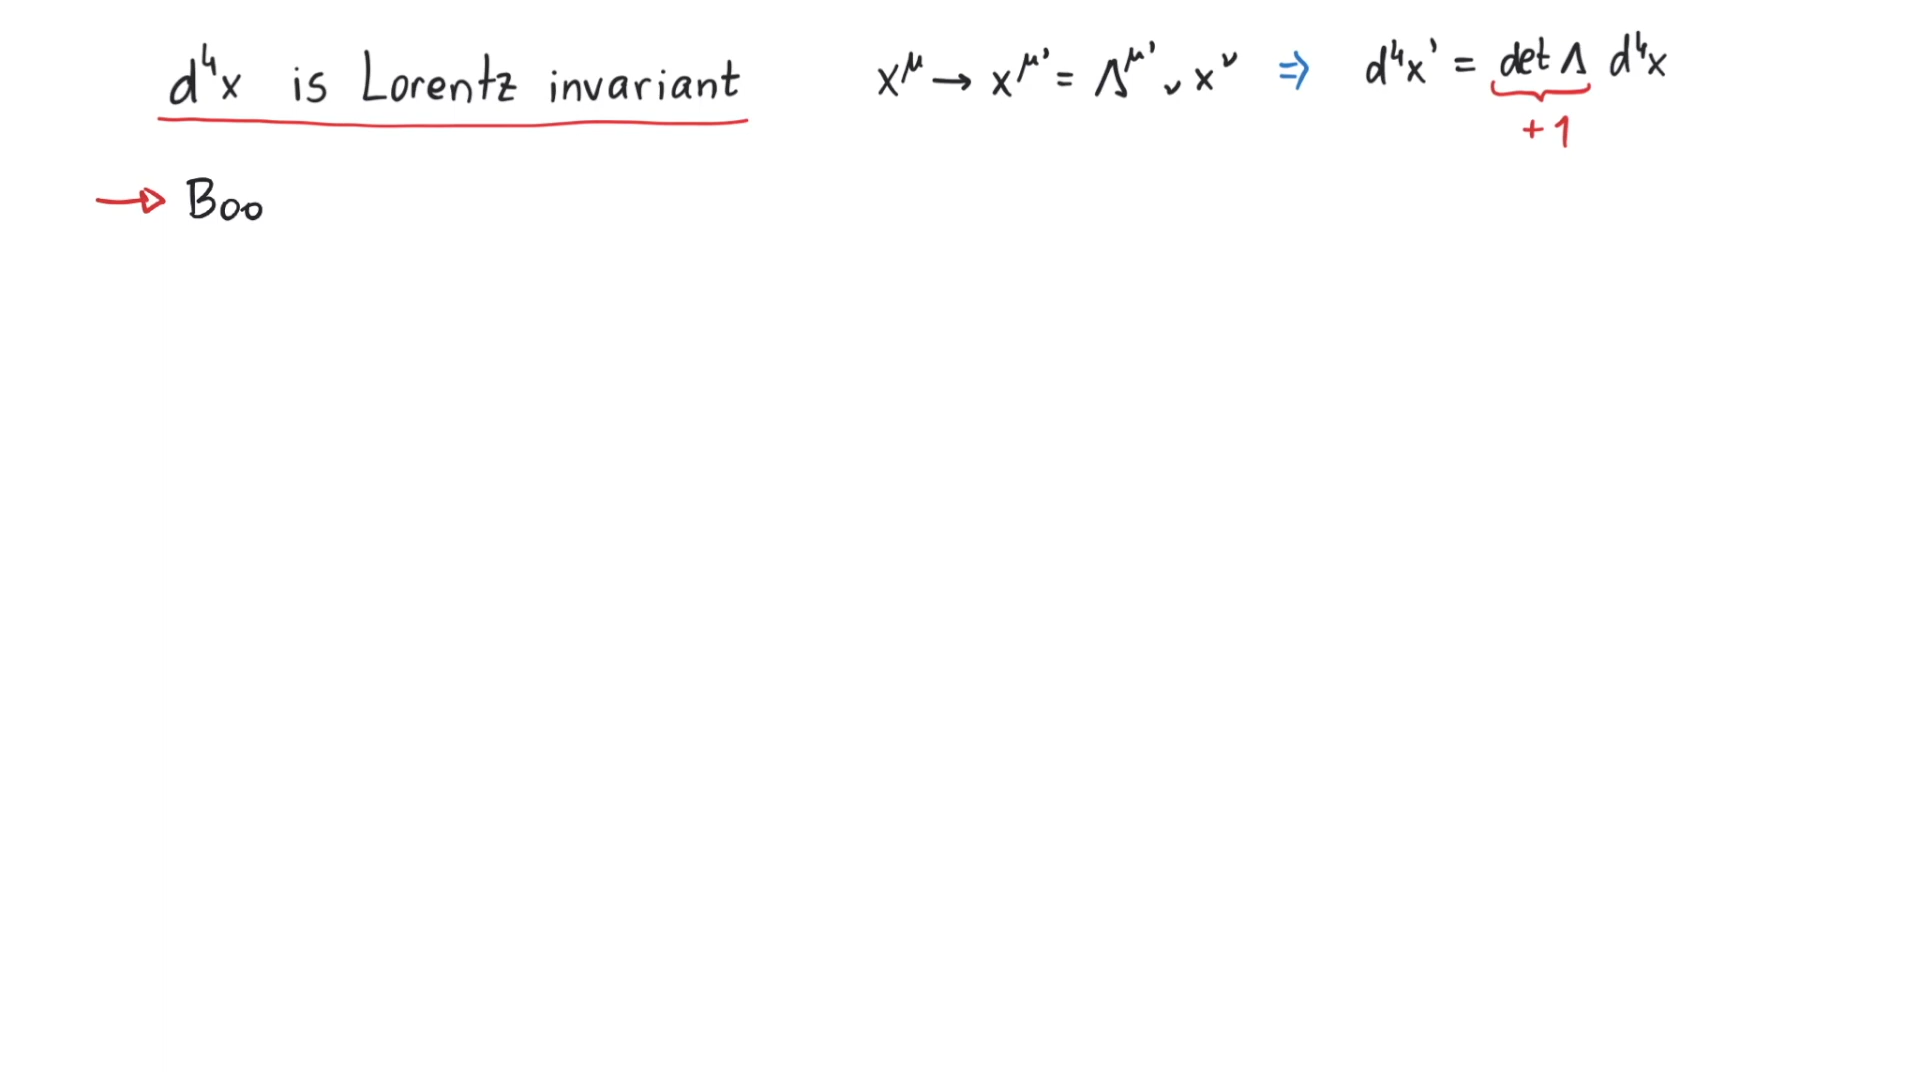 d⁴x is Lorentz invariant x^μ → x^μ' = Λ^μ'_ν x^ν ⇒ d⁴x' = det Λ d⁴x
+1
→ Boo